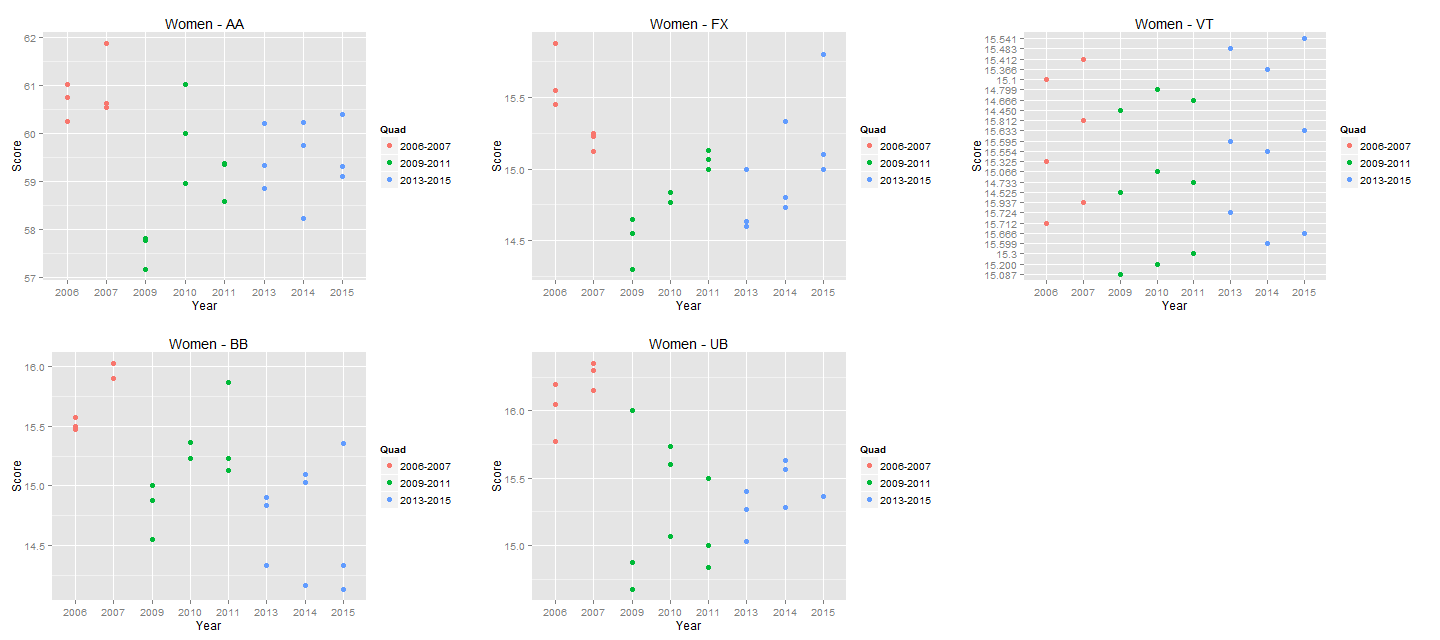 Women - AA
Score
62
61
60
59
58
57
2006 2007 2009 2010 2011 2013 2014 2015
Year
Quad
2006-2007
2009-2011
2013-2015
Women - FX
Score
15.5
15.0
14.5
2006 2007 2009 2010 2011 2013 2014 2015
Year
Quad
2006-2007
2009-2011
2013-2015
Women - VT
Score
15.541
15.483
15.412
15.366
15.1
14.799
14.666
14.450
15.812
15.633
15.595
15.554
15.325
15.066
14.733
14.525
15.937
15.724
15.712
15.666
15.599
15.3
15.200
15.087
2006 2007 2009 2010 2011 2013 2014 2015
Year
Quad
2006-2007
2009-2011
2013-2015
Women - BB
Score
16.0
15.5
15.0
14.5
2006 2007 2009 2010 2011 2013 2014 2015
Year
Quad
2006-2007
2009-2011
2013-2015
Women - UB
Score
16.0
15.5
15.0
2006 2007 2009 2010 2011 2013 2014 2015
Year
Quad
2006-2007
2009-2011
2013-2015